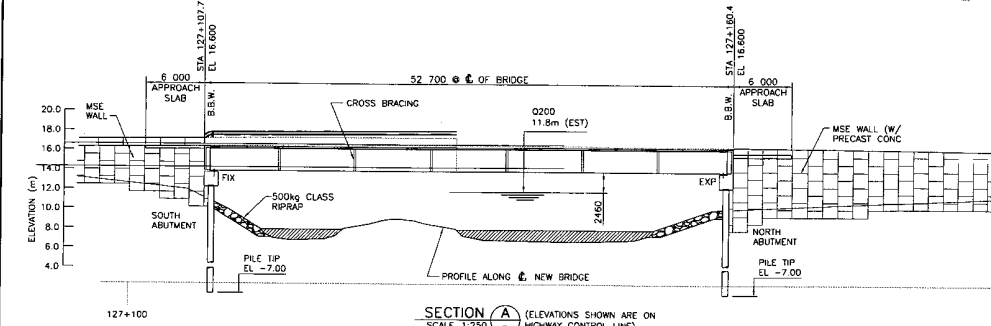 STA 127+107.7
EL 16.600
STA 127+160.4
EL 16.600
6 000
APPROACH
SLAB
B.B.W.
52 700 @ ℄ OF BRIDGE
B.B.W.
6 000
APPROACH
SLAB
MSE
WALL
CROSS BRACING
Q200
11.8m (EST)
MSE WALL (W/
PRECAST CONC
ELEVATION (m)
20.0
18.0
16.0
14.0
12.0
10.0
8.0
6.0
4.0
FIX
EXP
500kg CLASS
RIPRAP
2460
SOUTH
ABUTMENT
NORTH
ABUTMENT
PILE TIP
EL -7.00
PROFILE ALONG ℄ NEW BRIDGE
PILE TIP
EL -7.00
127+100
SECTION A (ELEVATIONS SHOWN ARE ON
SCALE 1:250 - HIGHWAY CONTROL LINE)